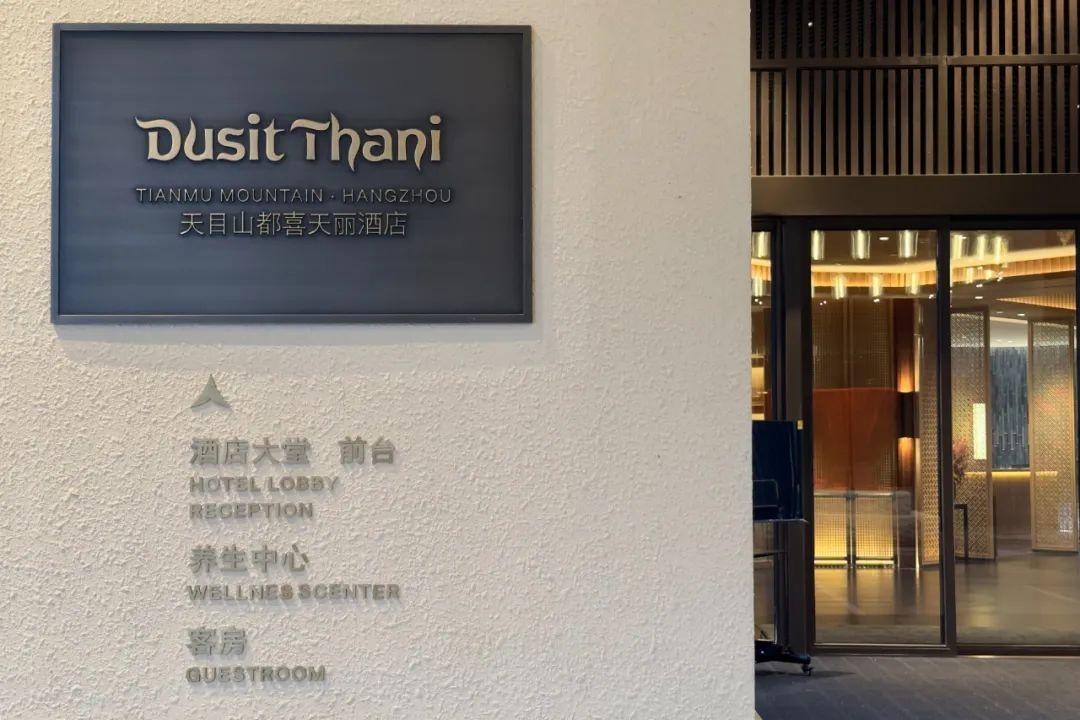 Dusit Thani
TIANMU MOUNTAIN · HANGZHOU
天目山都喜天丽酒店
酒店大堂 前台
HOTEL LOBBY
RECEPTION
养生中心
WELLNES SCENTER
客房
GUESTROOM